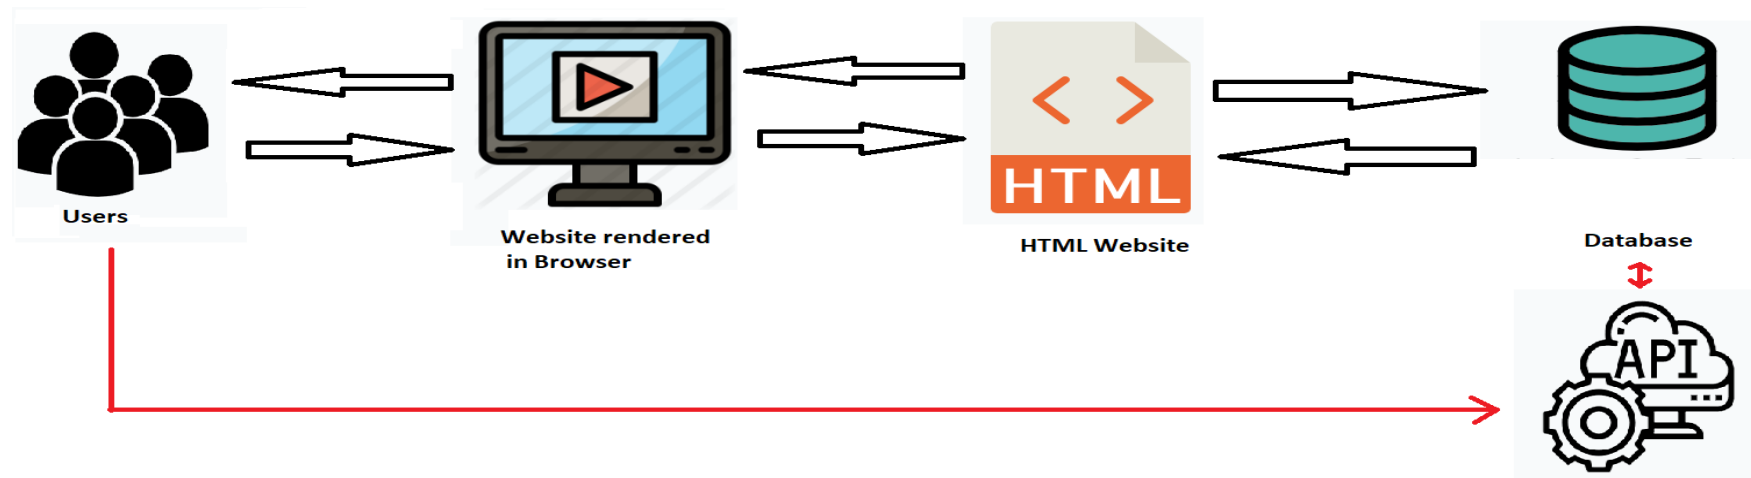 HTML
Users
Website rendered
in Browser
HTML Website
Database
API